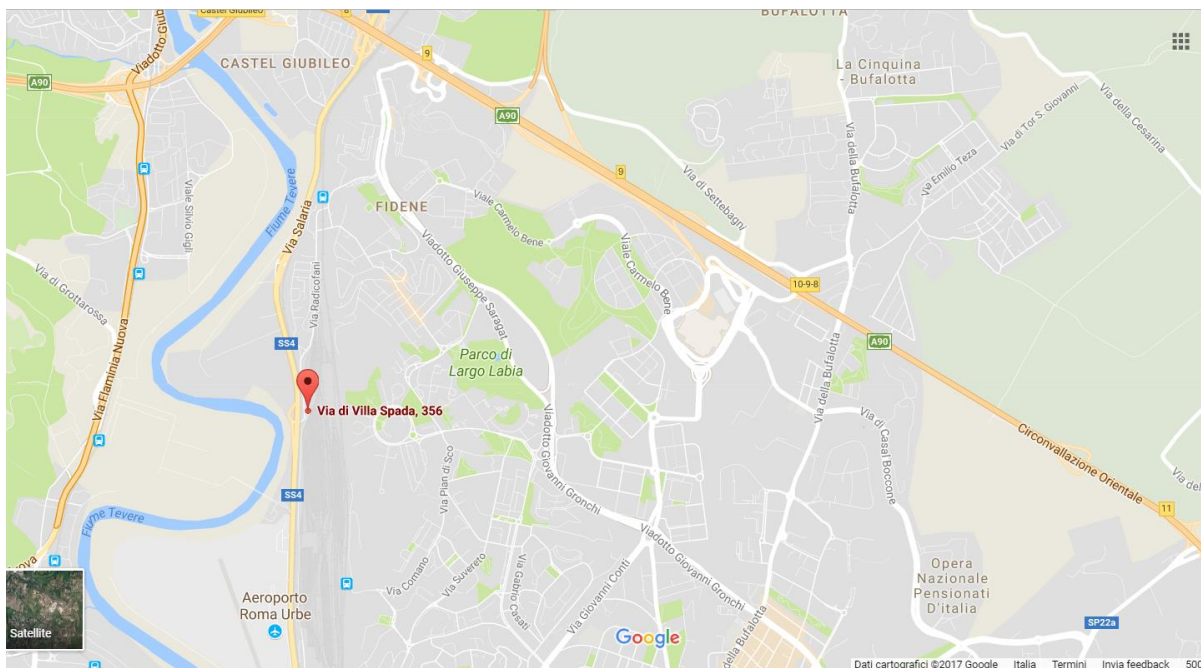 Castel Giubileo
8
BUFALOTTA
Viadotto Giubileo
CASTEL GIUBILEO
9
La Cinquina
- Bufalotta
A90
A90
Via di Tor S. Giovanni
Via della Cesarina
Via della Bufalotta
Via Emilio Teza
9
Via di Settebagni
Viale Silvio Gigli
Fiume Tevere
Via Salaria
FIDENE
Viale Carmelo Bene
Viale Carmelo Bene
Viadotto Giuseppe Saragat
Via di Grottarossa
Via Radicofani
10-9-8
Via Flaminia Nuova
SS4
A90
Parco di
Largo Labia
Via della Bufalotta
Via di Villa Spada, 356
Via di Casal Boccone
Circonvallazione Orientale
Via Pian di Sco
Viadotto Giovanni Gronchi
SS4
11
Fiume Tevere
Viadotto Giovanni Gronchi
Via Comano
Via Suvereto
Via Gabrio Casati
Via Giovanni Conti
Via della Bufalotta
Opera
Nazionale
Pensionati
D'italia
Aeroporto
Roma Urbe
SP22a
Satellite
Google
Dati cartografici ©2017 Google Italia Termini Invia feedback